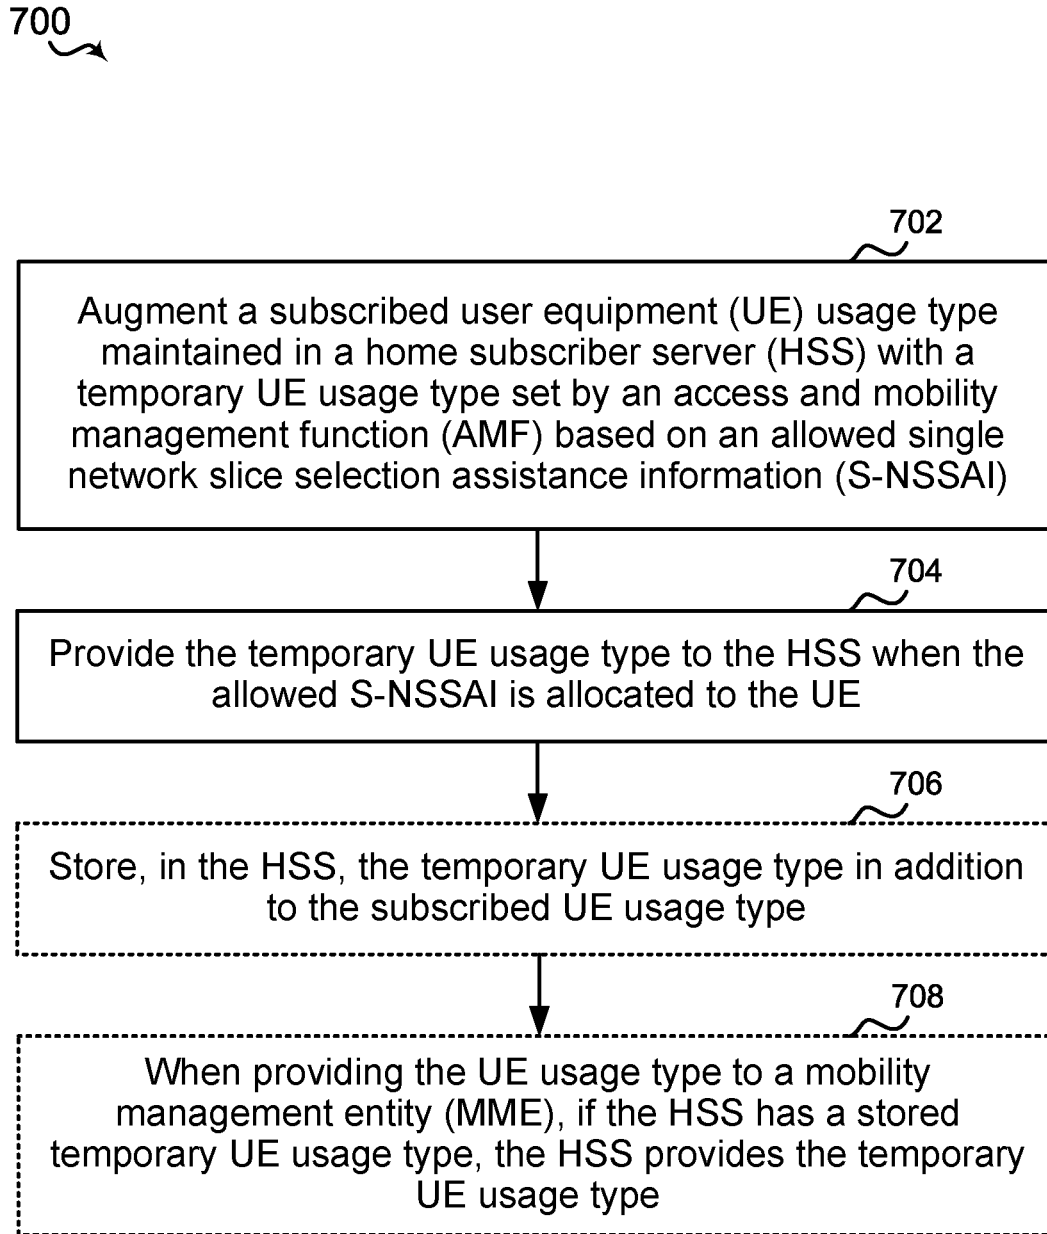 700
702
Augment a subscribed user equipment (UE) usage type
maintained in a home subscriber server (HSS) with a
temporary UE usage type set by an access and mobility
management function (AMF) based on an allowed single
network slice selection assistance information (S-NSSAI)
704
Provide the temporary UE usage type to the HSS when the
allowed S-NSSAI is allocated to the UE
706
Store, in the HSS, the temporary UE usage type in addition
to the subscribed UE usage type
708
When providing the UE usage type to a mobility
management entity (MME), if the HSS has a stored
temporary UE usage type, the HSS provides the temporary
UE usage type